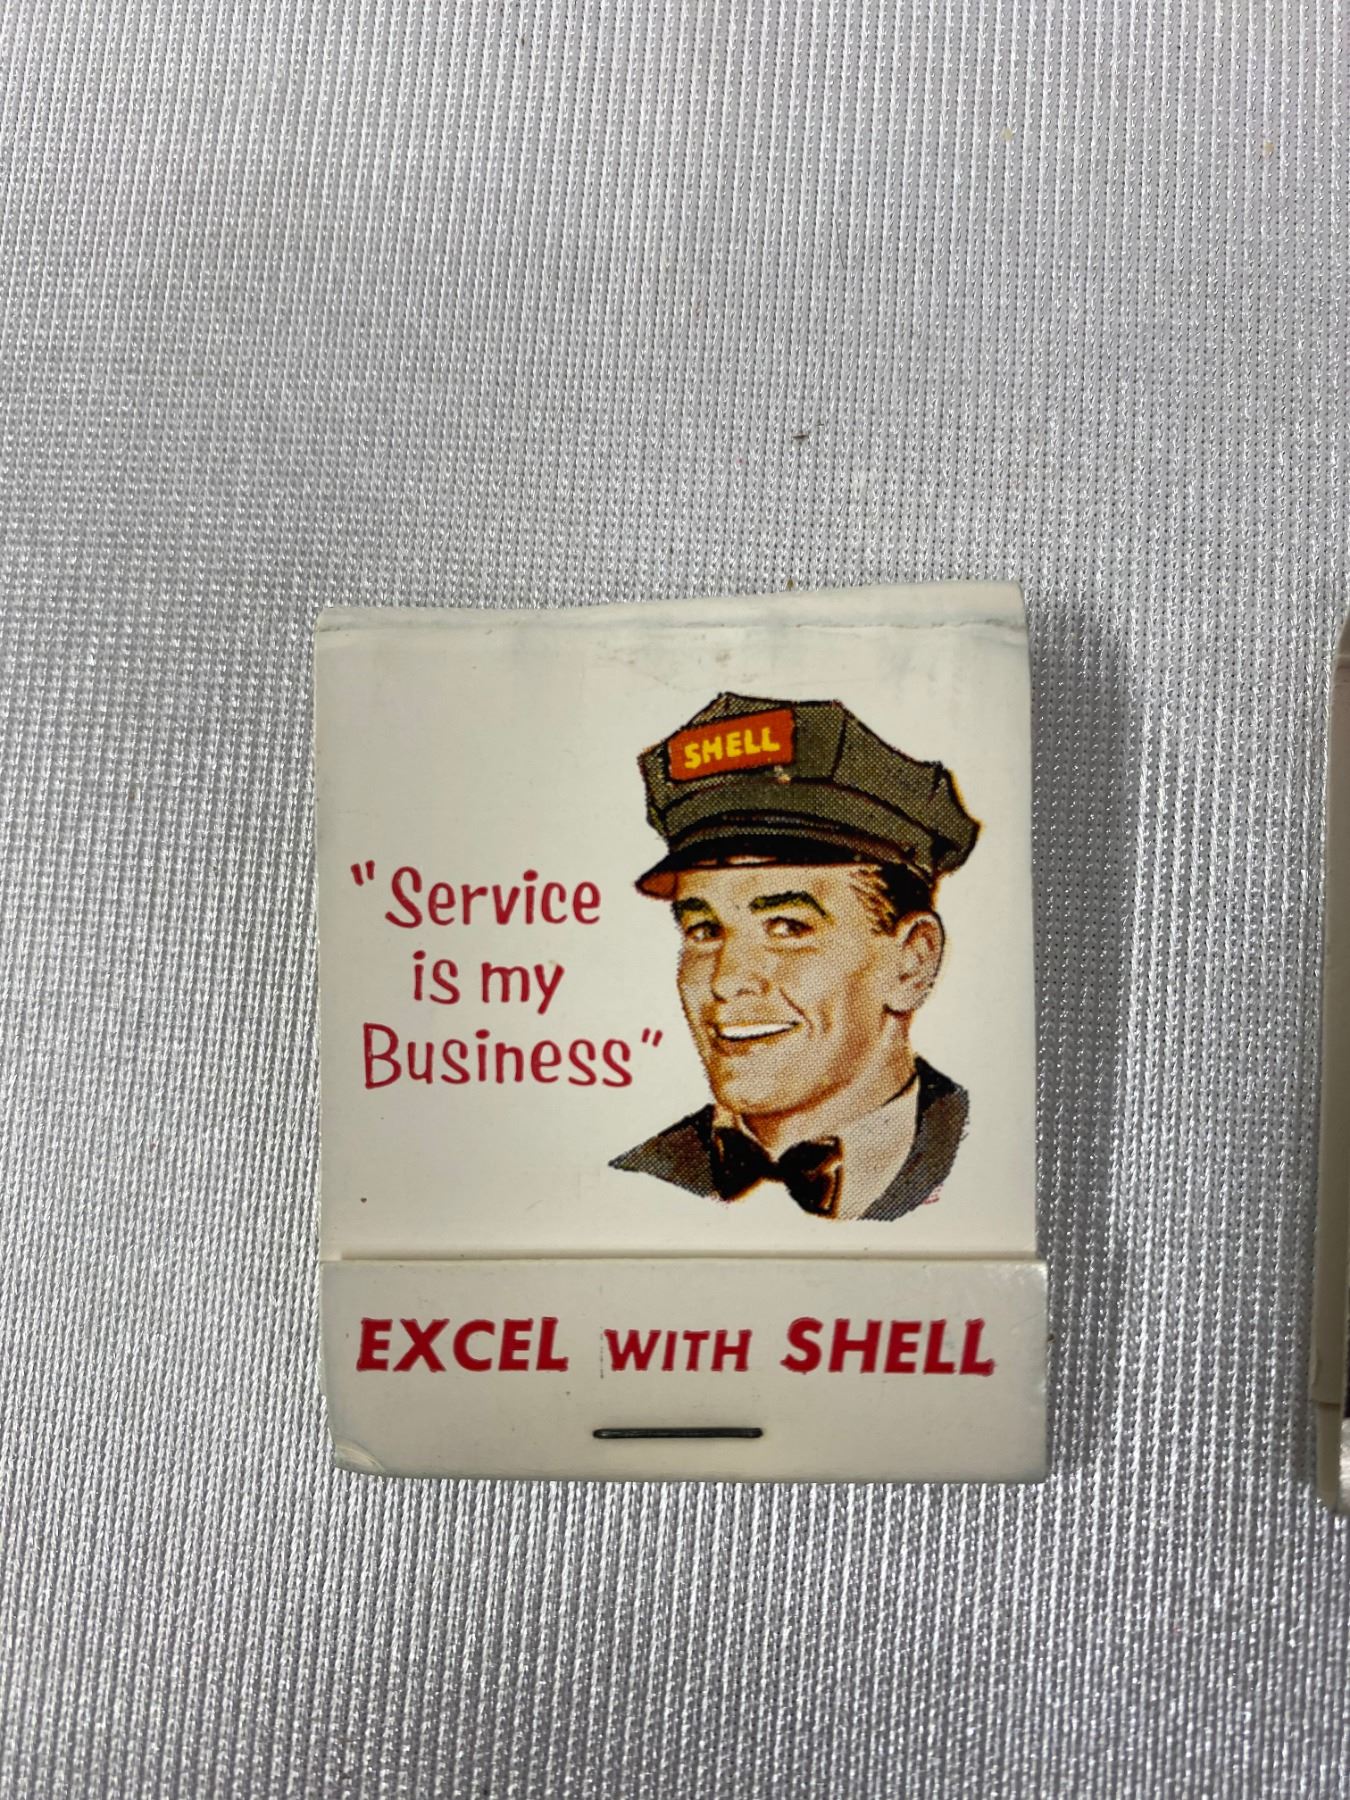 SHELL
"Service
is my
Business"
EXCEL WITH SHELL